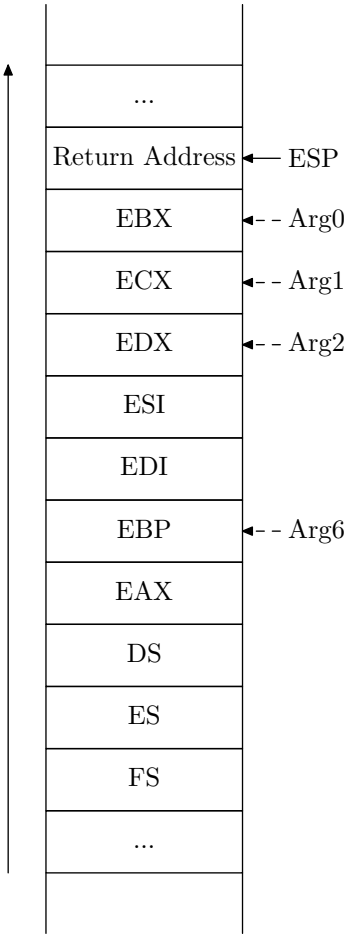 ...
Return Address ESP
EBX Arg0
ECX Arg1
EDX Arg2
ESI
EDI
EBP Arg6
EAX
DS
ES
FS
...